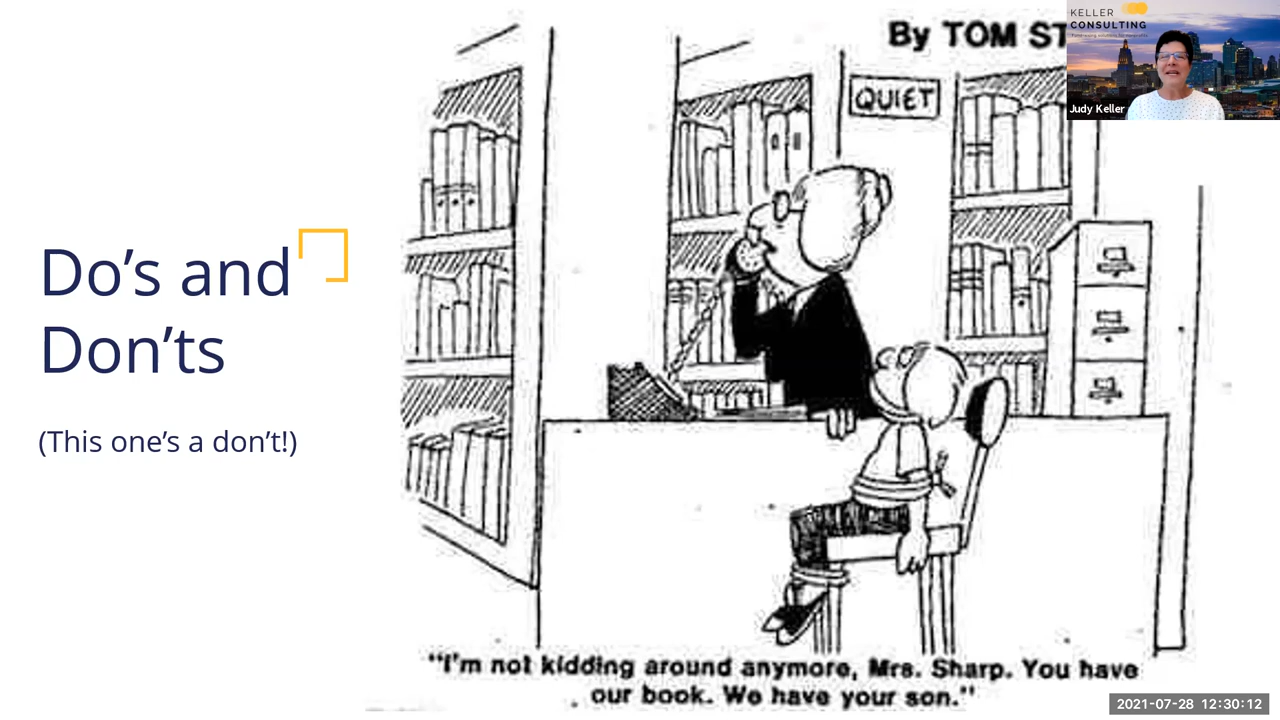 Do’s and
Don’ts
(This one’s a don’t!)
By TOM
QUIET
"I'm not kidding around anymore, Mrs. Sharp. You have
our book. We have your son."
KELLER
CONSULTING
Judy Keller
2021-07-28 12:30:12